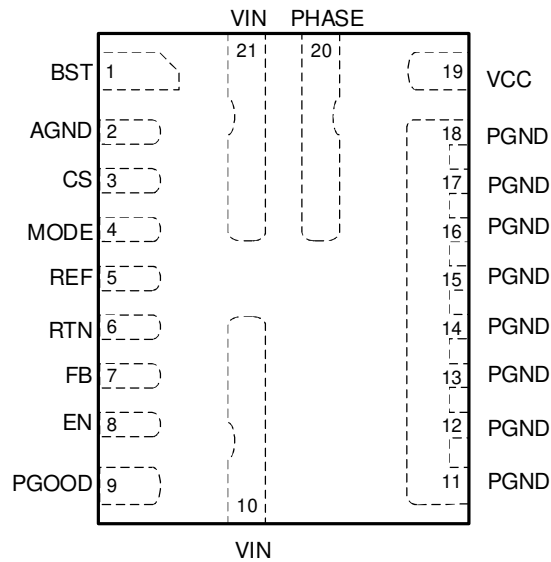 VIN PHASE
21 20
BST 1 19 VCC
AGND 2 18 PGND
CS 3 17 PGND
MODE 4 16 PGND
REF 5 15 PGND
RTN 6 14 PGND
FB 7 13 PGND
EN 8 12 PGND
PGOOD 9 11 PGND
10
VIN